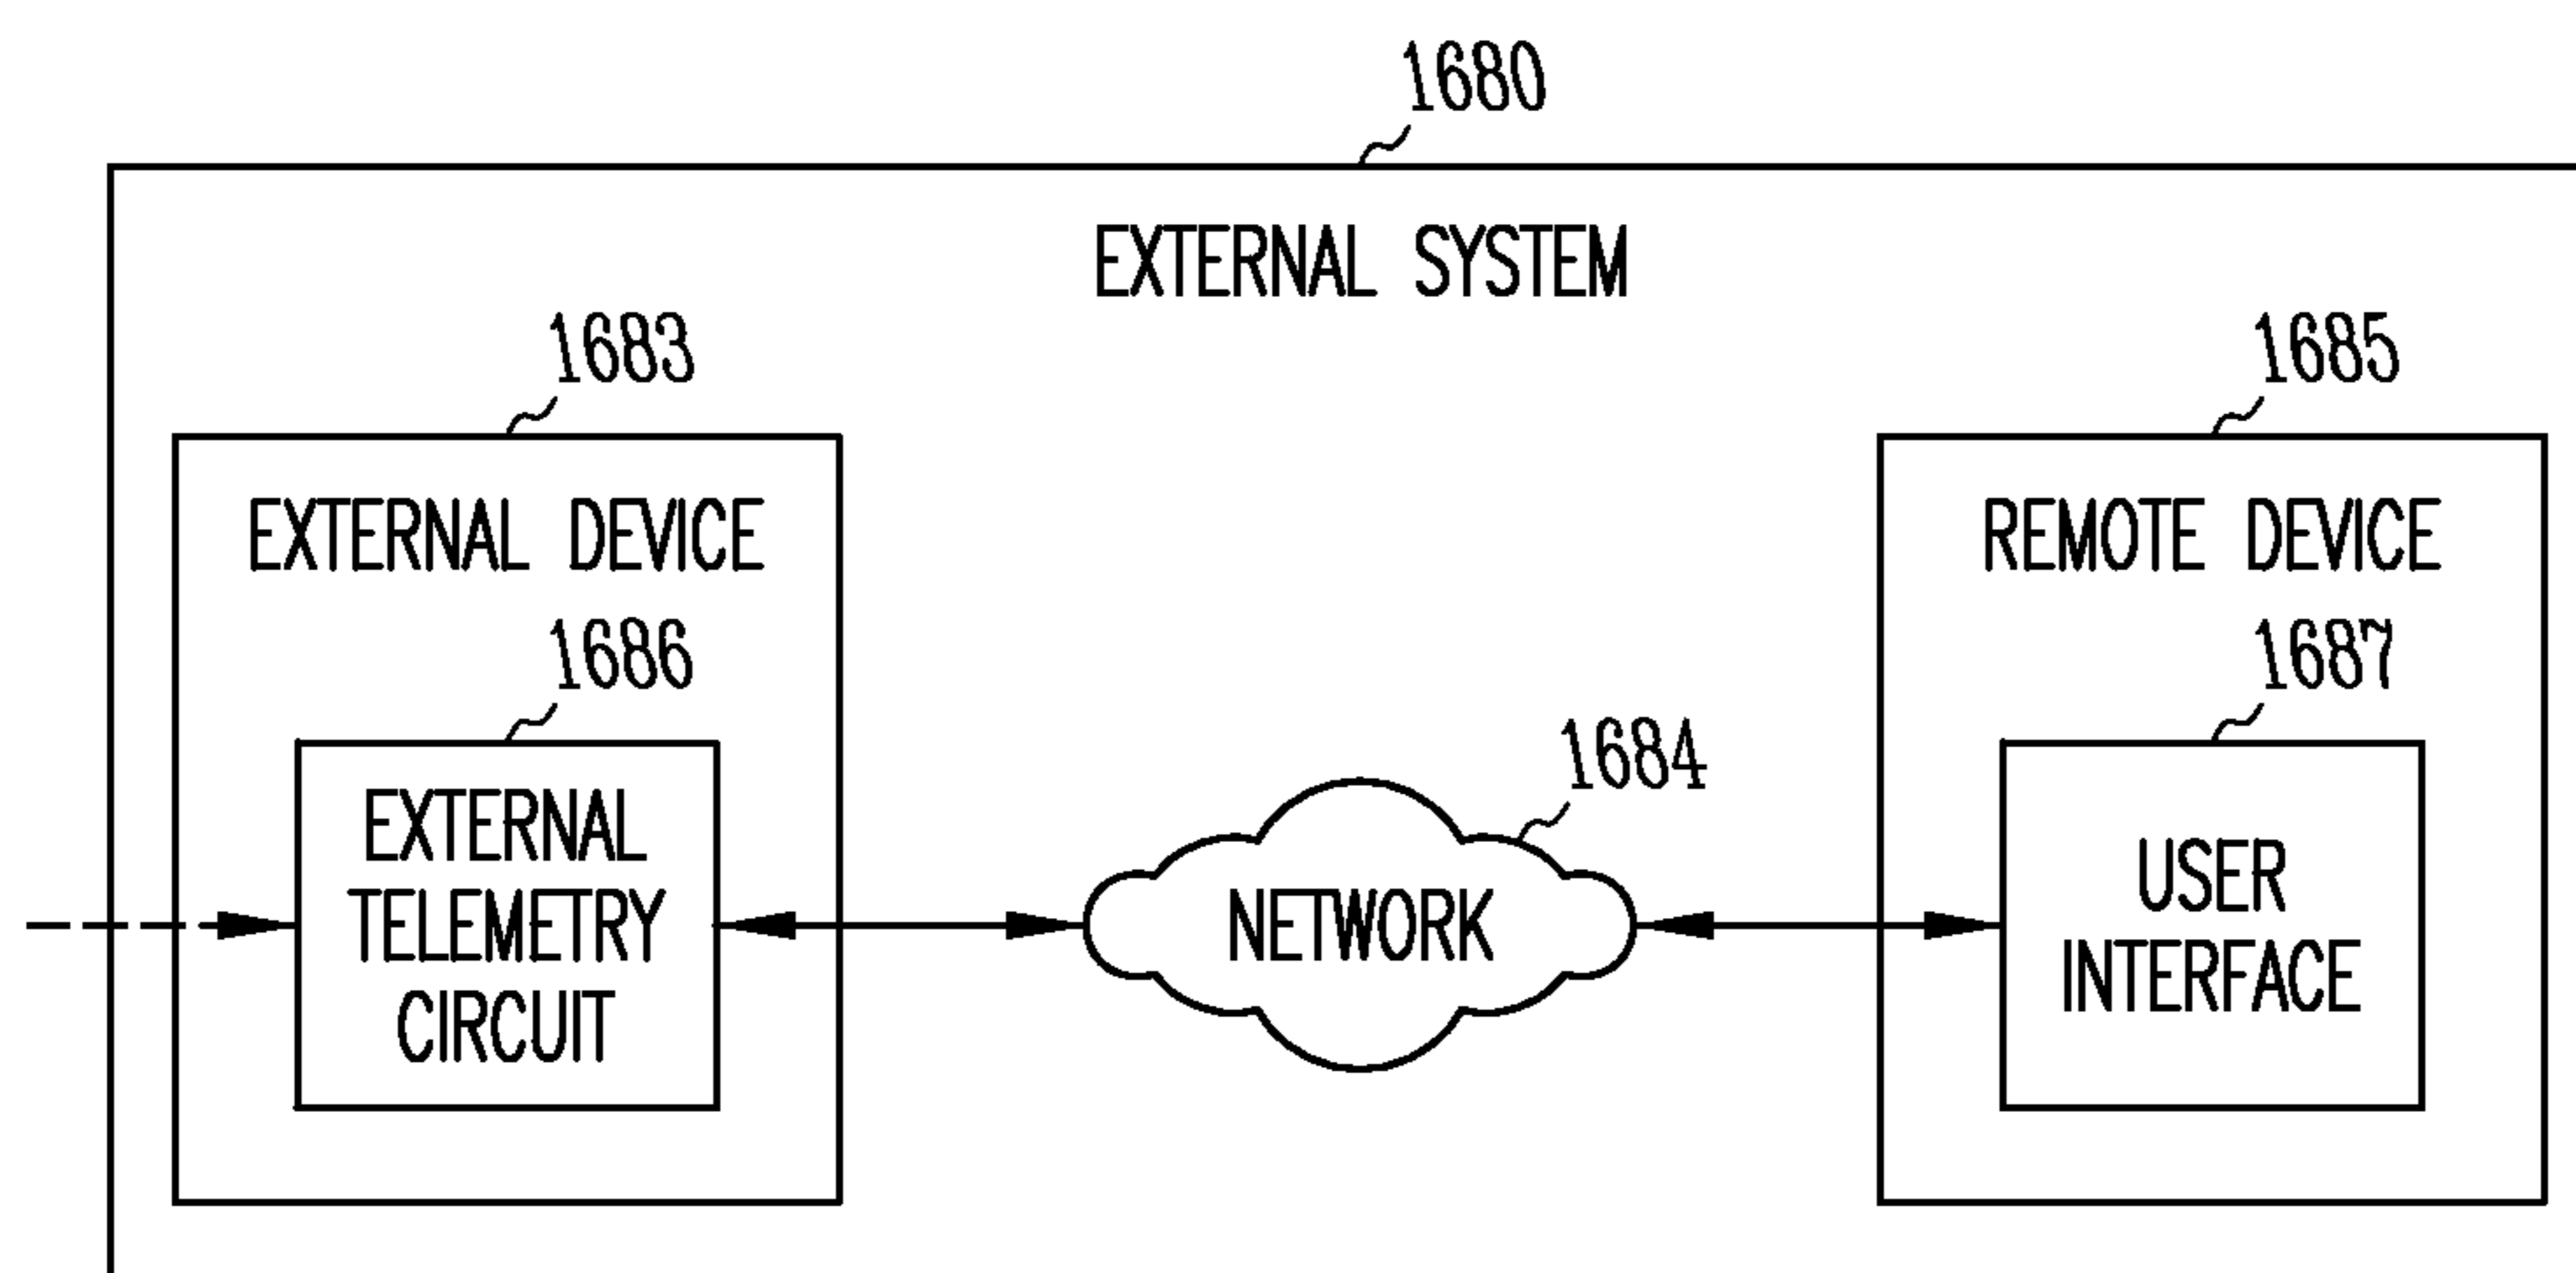 1680
EXTERNAL SYSTEM
1683
EXTERNAL DEVICE
1686
EXTERNAL
TELEMETRY
CIRCUIT
1684
NETWORK
1685
REMOTE DEVICE
1687
USER
INTERFACE